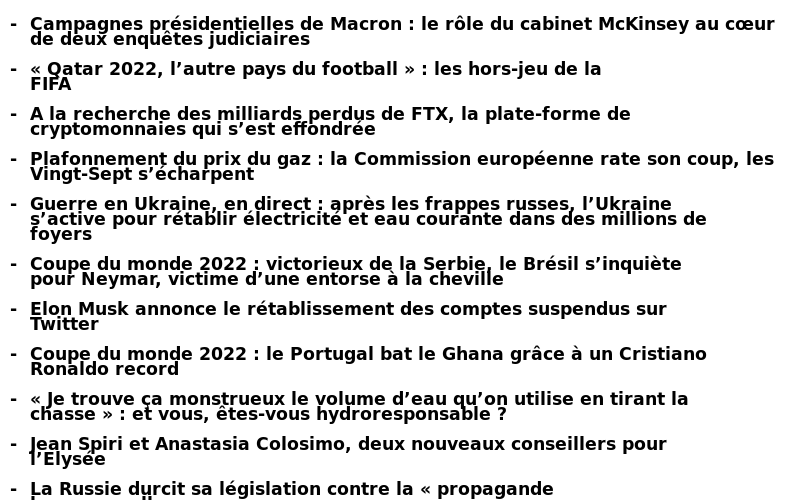 - Campagnes présidentielles de Macron : le rôle du cabinet McKinsey au cœur
de deux enquêtes judiciaires
- « Qatar 2022, l’autre pays du football » : les hors-jeu de la
FIFA
- A la recherche des milliards perdus de FTX, la plate-forme de
cryptomonnaies qui s’est effondrée
- Plafonnement du prix du gaz : la Commission européenne rate son coup, les
Vingt-Sept s’écharpent
- Guerre en Ukraine, en direct : après les frappes russes, l’Ukraine
s’active pour rétablir électricité et eau courante dans des millions de
foyers
- Coupe du monde 2022 : victorieux de la Serbie, le Brésil s’inquiète
pour Neymar, victime d’une entorse à la cheville
- Elon Musk annonce le rétablissement des comptes suspendus sur
Twitter
- Coupe du monde 2022 : le Portugal bat le Ghana grâce à un Cristiano
Ronaldo record
- « Je trouve ça monstrueux le volume d’eau qu’on utilise en tirant la
chasse » : et vous, êtes-vous hydroresponsable ?
- Jean Spiri et Anastasia Colosimo, deux nouveaux conseillers pour
l’Elysée
- La Russie durcit sa législation contre la « propagande